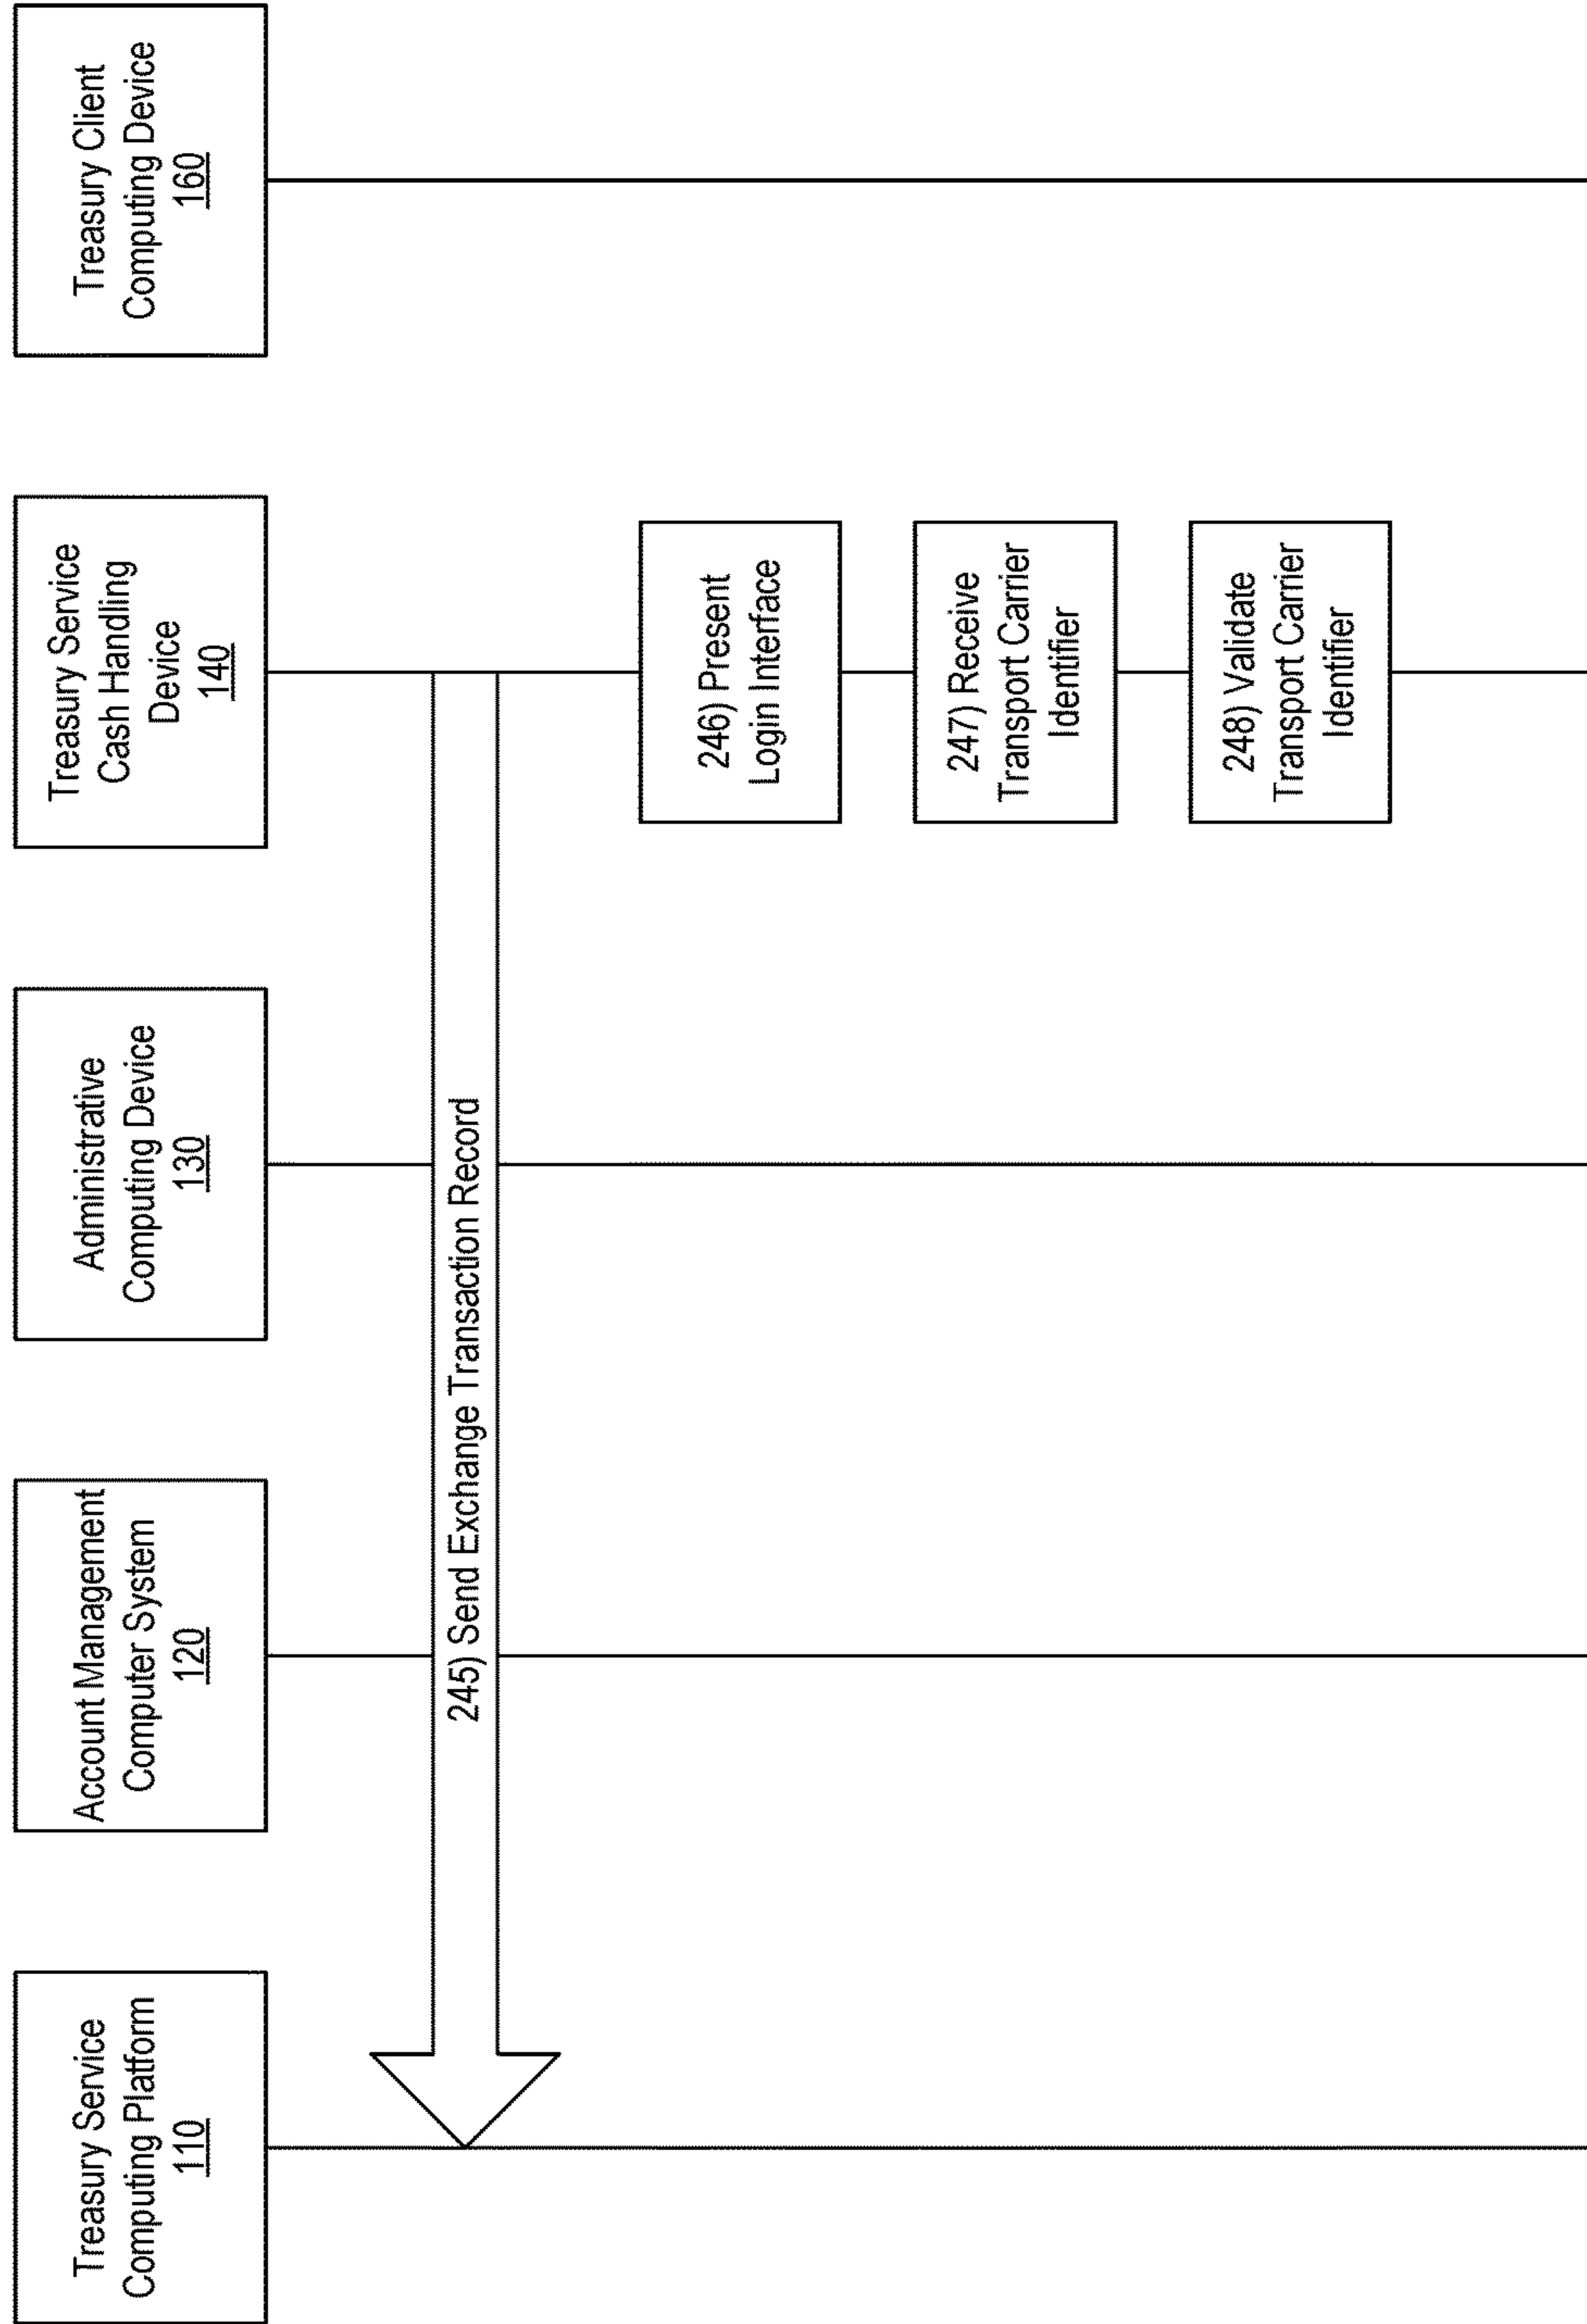 Treasury Service
Computing Platform
110
Account Management
Computer System
120
Administrative
Computing Device
130
Treasury Service
Cash Handling
Device
140
Treasury Client
Computing Device
160
245) Send Exchange Transaction Record
246) Present
Login Interface
247) Receive
Transport Carrier
Identifier
248) Validate
Transport Carrier
Identifier